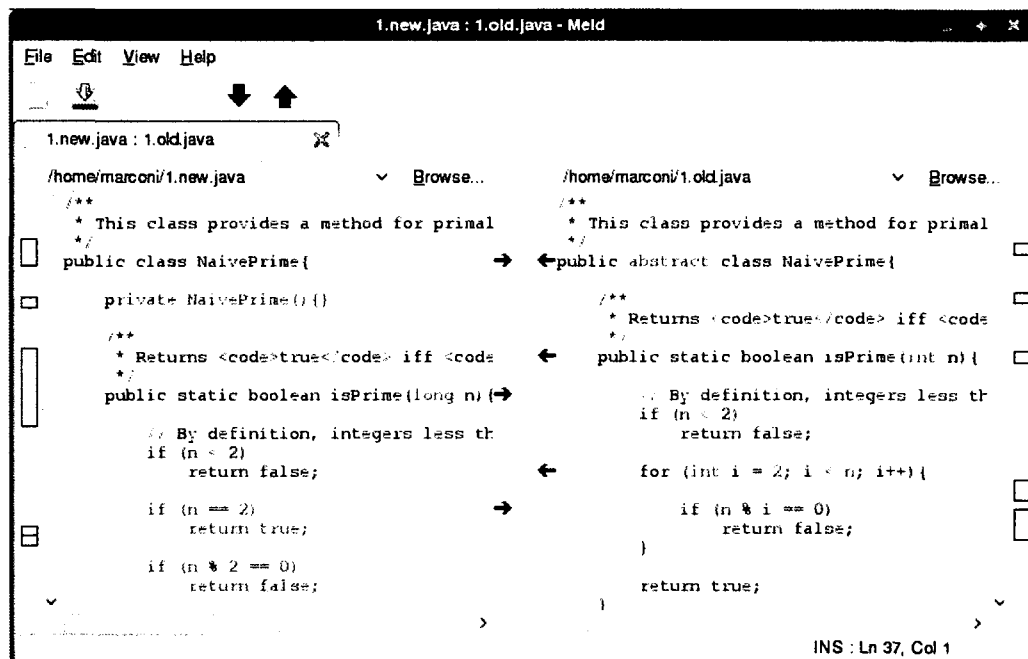 1.new.java : 1.old.java - Meld
File Edit View Help
1.new.java : 1.old.java
/home/marconi/1.new.java Browse...
/**
* This class provides a method for primal
*/
public class NaivePrime{
private NaivePrime(){}
/**
* Returns <code>true</code> iff <code
*/
public static boolean isPrime(long n){
// By definition, integers less th
if (n < 2)
return false;
if (n == 2)
return true;
if (n % 2 == 0)
return false;
/home/marconi/1.old.java Browse...
/**
* This class provides a method for primal
*/
public abstract class NaivePrime{
/**
* Returns <code>true</code> iff <code
*/
public static boolean isPrime(int n){
// By definition, integers less th
if (n < 2)
return false;
for (int i = 2; i < n; i++){
if (n % i == 0)
return false;
}
return true;
}
INS : Ln 37, Col 1